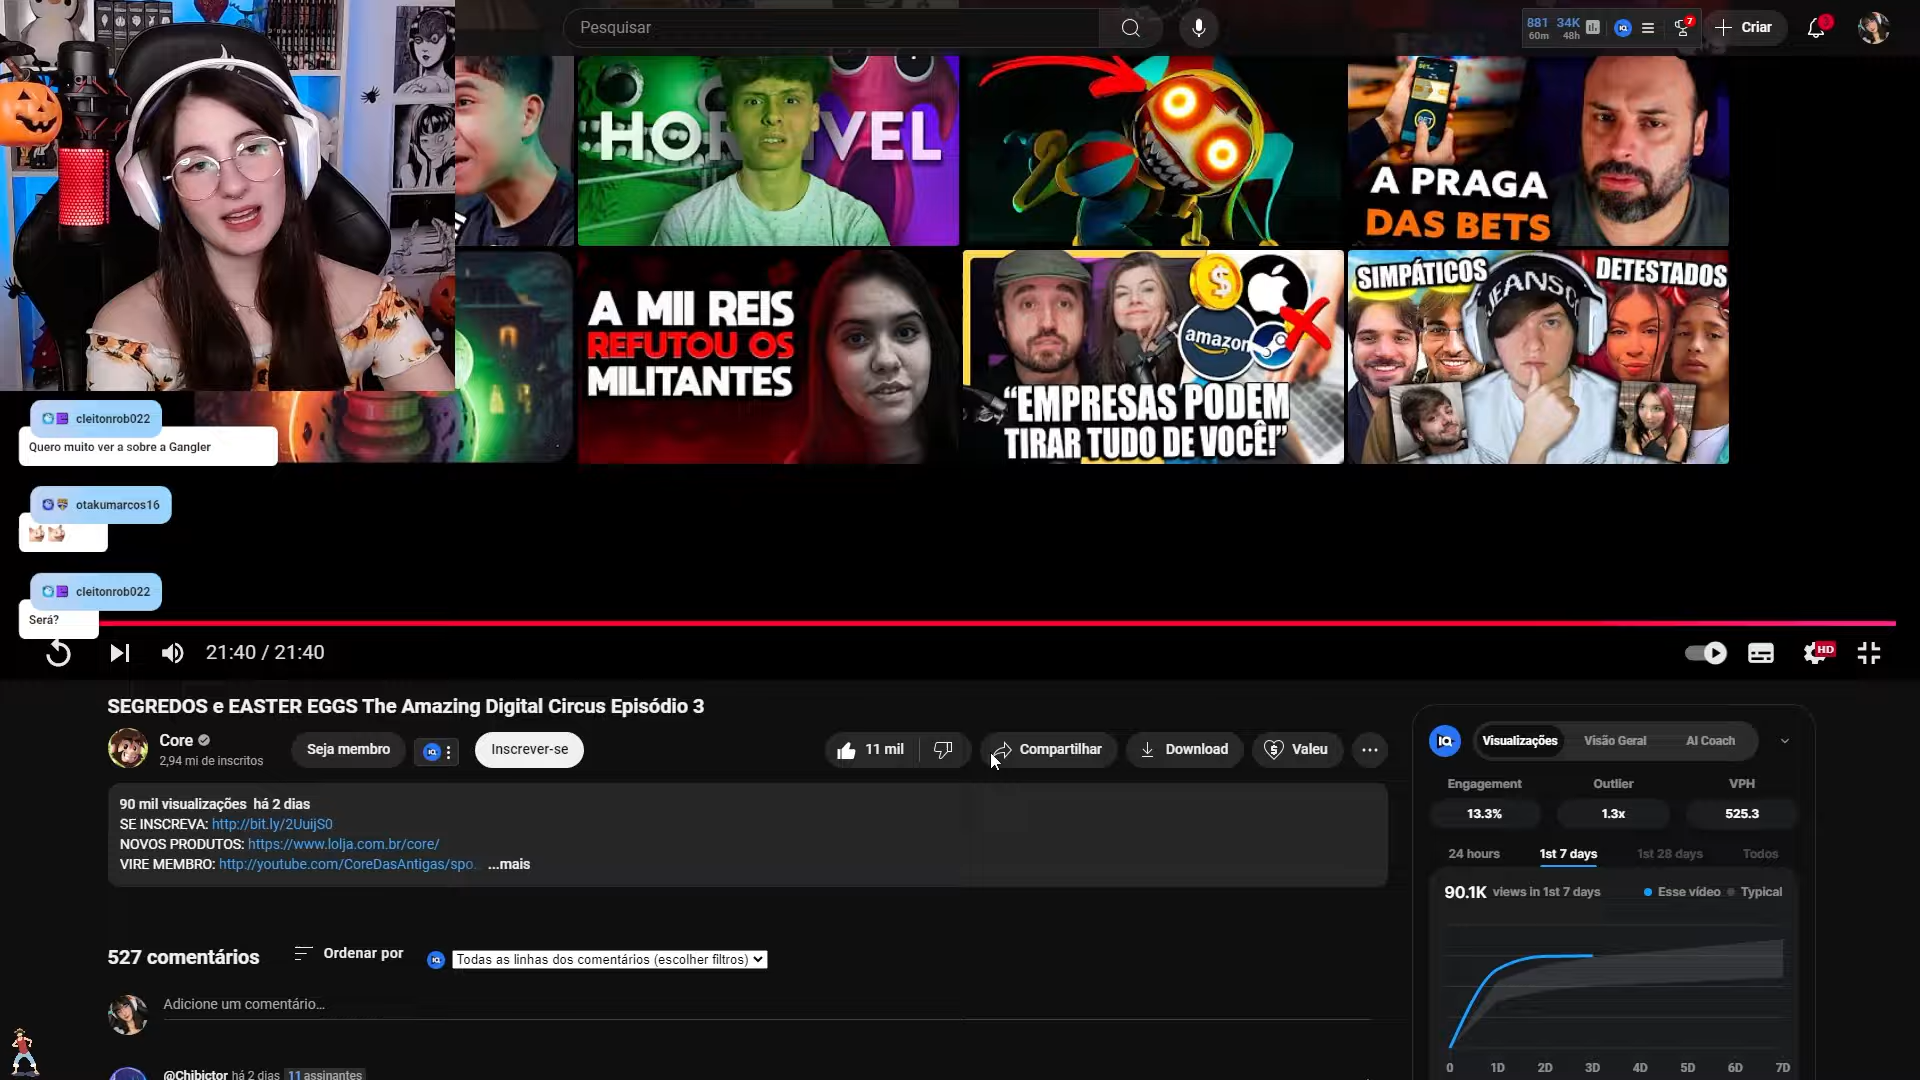 Pesquisar
881 34K
60m 48h
7
Criar
HORRÍVEL
A PRAGA
DAS BETS
A MII REIS
REFUTOU OS
MILITANTES
amazon
"EMPRESAS PODEM
TIRAR TUDO DE VOCÊ!"
SIMPÁTICOS
JEANSO
DETESTADOS
cleitonrob022
Quero muito ver a sobre a Gangler
otakumarcos16
cleitonrob022
Será?
21:40 / 21:40
HD
SEGREDOS e EASTER EGGS The Amazing Digital Circus Episódio 3
Core
2,94 mi de inscritos
Seja membro
Inscrever-se
11 mil
Compartilhar
Download
Valeu
90 mil visualizações há 2 dias
SE INSCREVA: http://bit.ly/2UuijS0
NOVOS PRODUTOS: https://www.lolja.com.br/core/
VIRE MEMBRO: http://youtube.com/CoreDasAntigas/spo... ...mais
527 comentários
Ordenar por
Todas as linhas dos comentários (escolher filtros)
Adicione um comentário...
@Chibictor há 2 dias 11 assinantes
Visualizações Visão Geral AI Coach
Engagement Outlier VPH
13.3% 1.3x 525.3
24 hours 1st 7 days 1st 28 days Todos
90.1K views in 1st 7 days Esse vídeo Typical
0 1D 2D 3D 4D 5D 6D 7D